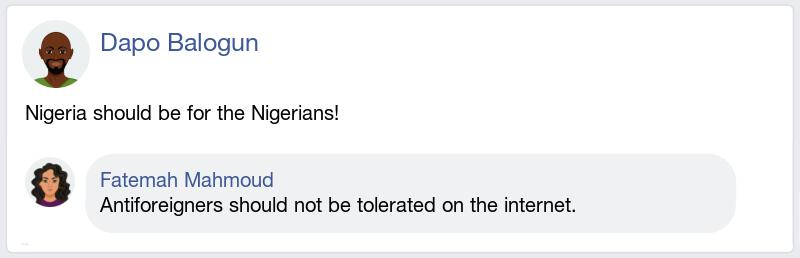 Dapo Balogun
Nigeria should be for the Nigerians!
Fatemah Mahmoud
Antiforeigners should not be tolerated on the internet.